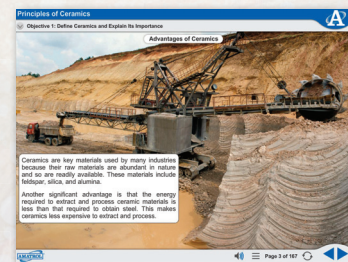 Principles of Ceramics
Objective 1: Define Ceramics and Explain Its Importance
Advantages of Ceramics
Ceramics are key materials used by many industries
because their raw materials are abundant in nature
and so are readily available. These materials include
feldspar, silica, and alumina.
Another significant advantage is that the energy
required to extract and process ceramic materials is
less than that required to obtain steel. This makes
ceramics less expensive to extract and process.
AMATROL
Page 3 of 167